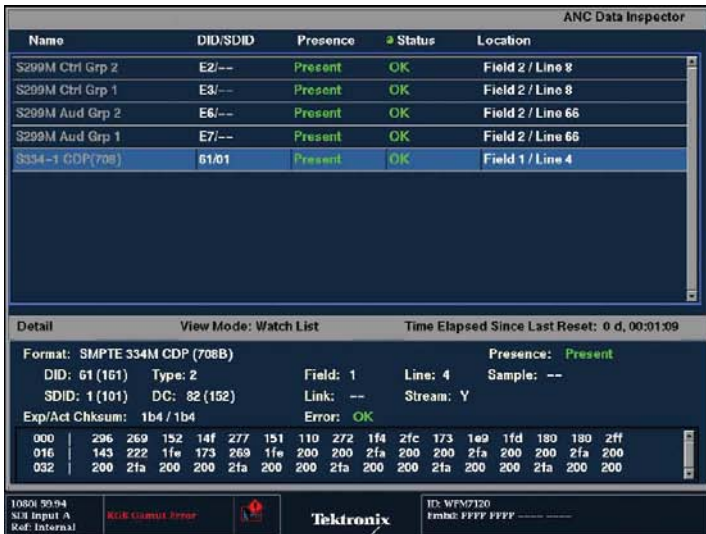 ANC Data Inspector
Name DID/SDID Presence Status Location
S299M Ctrl Grp 2 E2/-- Present OK Field 2 / Line 8
S299M Ctrl Grp 1 E3/-- Present OK Field 2 / Line 8
S299M Aud Grp 2 E6/-- Present OK Field 2 / Line 66
S299M Aud Grp 1 E7/-- Present OK Field 2 / Line 66
S334-1 CDP(708) 61/01 Present OK Field 1 / Line 4
Detail View Mode: Watch List Time Elapsed Since Last Reset: 0 d, 00:01:09
Format: SMPTE 334M CDP (708B) Presence: Present
DID: 61 (161) Type: 2 Field: 1 Line: 4 Sample: --
SDID: 1 (101) DC: 82 (152) Link: -- Stream: Y
Exp/Act Chksum: 1b4 / 1b4 Error: OK
000 | 296 269 152 14f 277 151 110 272 1f4 2fc 173 1e9 1fd 180 180 2ff
016 | 143 222 1fe 173 269 1fe 200 200 2fa 200 200 2fa 200 200 2fa 200
032 | 200 2fa 200 200 2fa 200 200 2fa 200 200 2fa 200 200 2fa 200 200
1080i 59.94
SDI Input A
Ref: Internal
RGB Gamut Error
Tektronix
ID: WFM7120
Embd: FFFF FFFF ---- ----